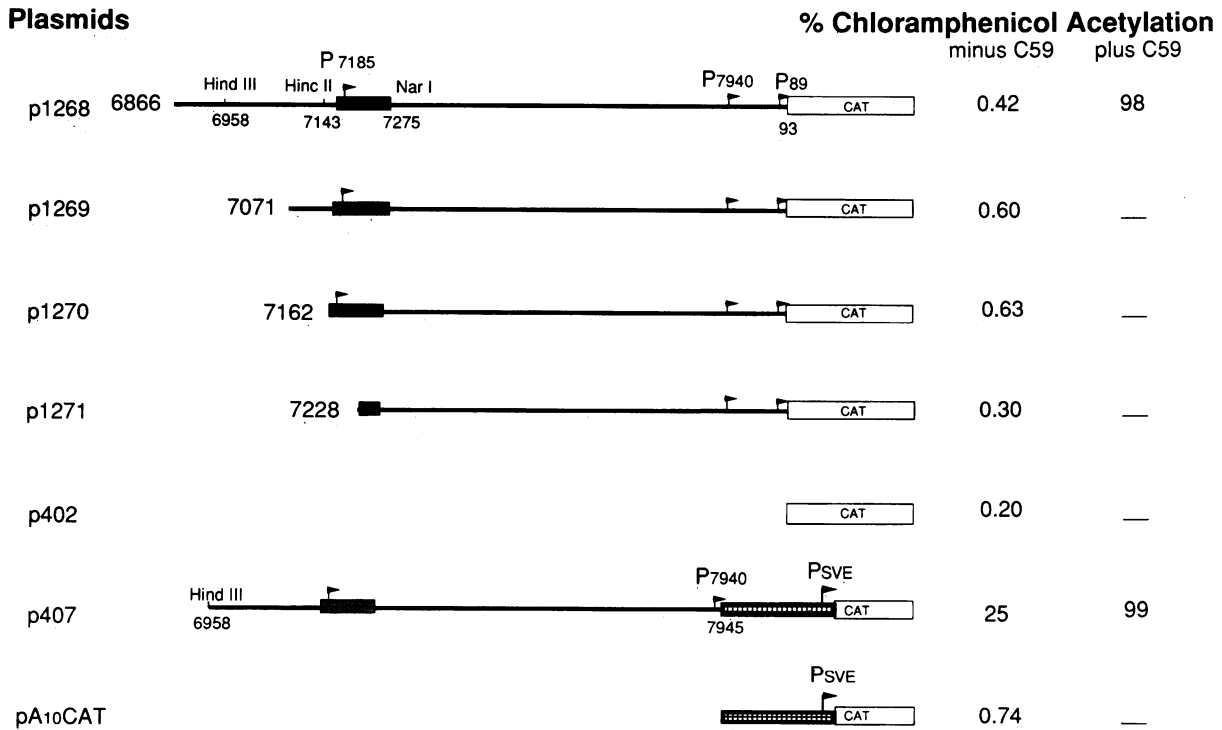 Plasmids
% Chloramphenicol Acetylation
minus C59 plus C59
P 7185
Hind III Hinc II Nar I P7940 P89
p1268 6866 CAT 0.42 98
6958 7143 7275 93
p1269 7071 CAT 0.60 —
p1270 7162 CAT 0.63 —
p1271 7228 CAT 0.30 —
p402 CAT 0.20 —
Hind III P7940 PSVE
p407 CAT 25 99
6958 7945
PSVE
pA10CAT CAT 0.74 —